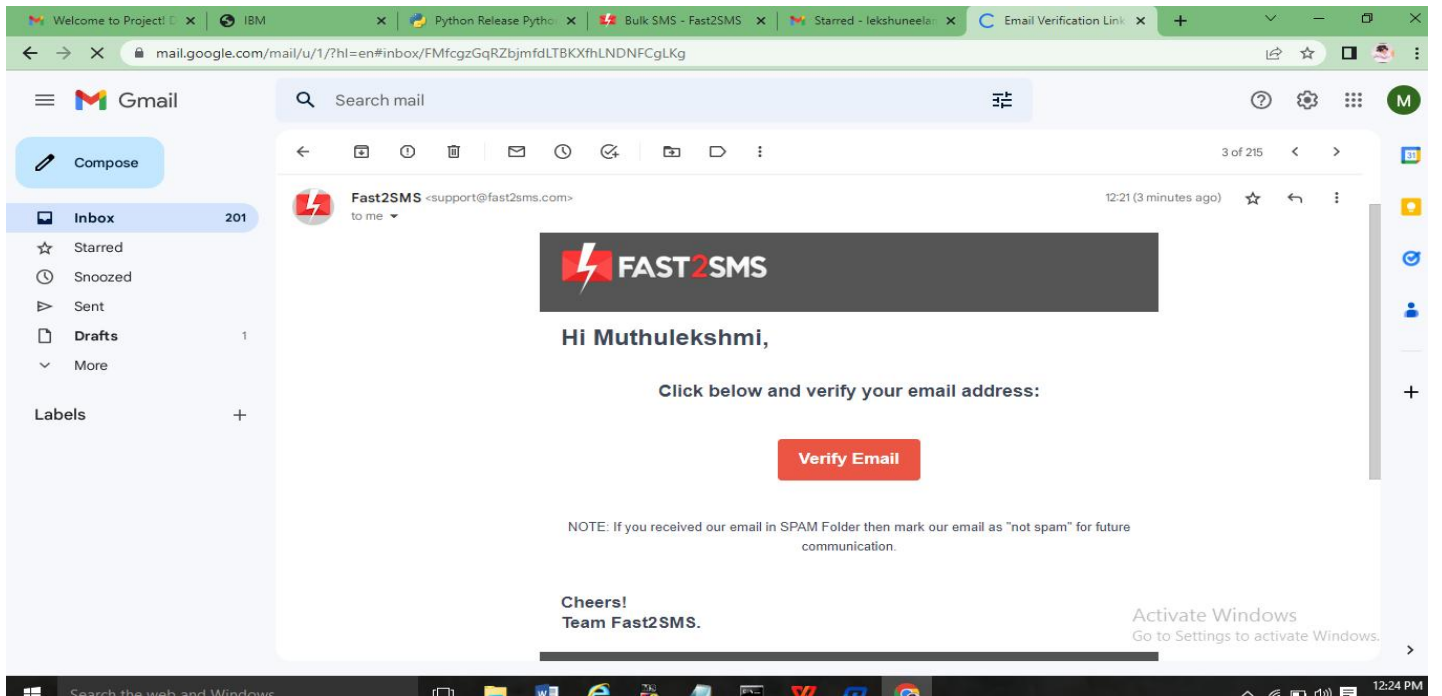 Welcome to Projectl D
IBM
Python Release Pytho
Bulk SMS - Fast2SMS
Starred - lekshuneela
Email Verification Link
mail.google.com/mail/u/1/?hl=en#inbox/FMfcgzGqRZbjmfdLTBKXfhLNDNFCgLKg
Gmail
Search mail
M
Compose
3 of 215
31
Inbox 201
Fast2SMS <support@fast2sms.com>
12:21 (3 minutes ago)
to me
Starred
Snoozed
Sent
Drafts 1
More
Labels
FAST2SMS
Hi Muthulekshmi,
Click below and verify your email address:
Verify Email
NOTE: If you received our email in SPAM Folder then mark our email as "not spam" for future
communication.
Cheers!
Team Fast2SMS.
Activate Windows
Go to Settings to activate Windows.
Search the web and Windows
12:24 PM